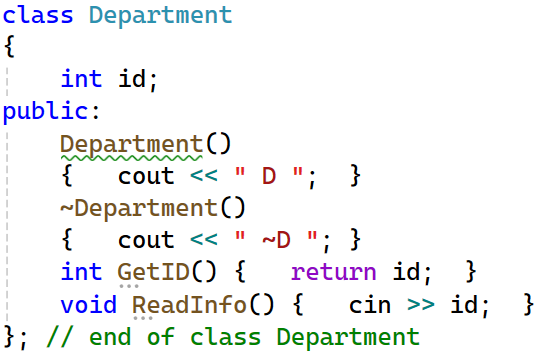 class Department
{
    int id;
public:
    Department()
    {   cout << " D ";  }
    ~Department()
    {   cout << " ~D "; }
    int GetID() {   return id;  }
    void ReadInfo() {   cin >> id;  }
}; // end of class Department